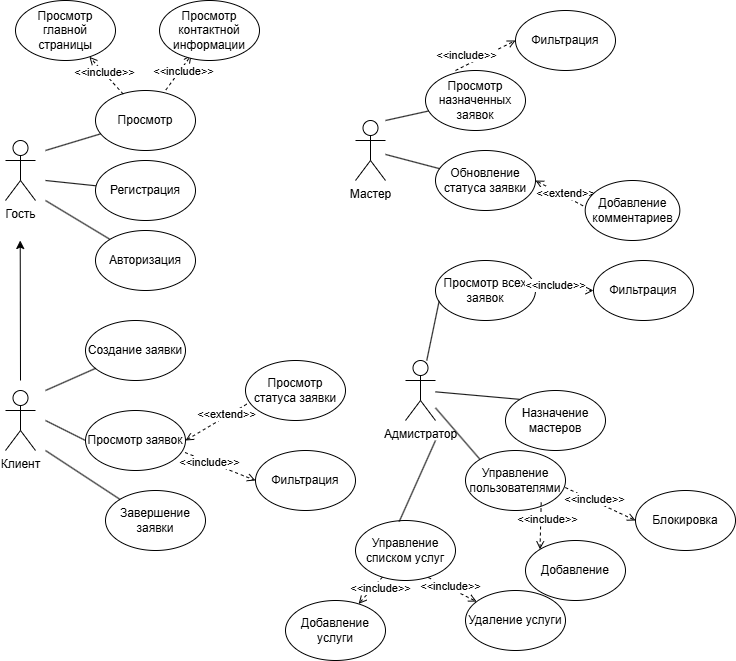 Просмотр
главной
страницы
Просмотр
контактной
информации
<<include>>
<<include>>
Просмотр
Регистрация
Авторизация
Гость
Фильтрация
<<include>>
Просмотр
назначенных
заявок
Мастер
Обновление
статуса заявки
<<extend>>
Добавление
комментариев
Просмотр всех
заявок
<<include>>
Фильтрация
Создание заявки
Просмотр
статуса заявки
<<extend>>
Просмотр заявок
<<include>>
Фильтрация
Клиент
Завершение
заявки
Адмистратор
Назначение
мастеров
Управление
пользователями
<<include>>
<<include>>
Блокировка
Добавление
Управление
списком услуг
<<include>>
<<include>>
Добавление
услуги
Удаление услуги